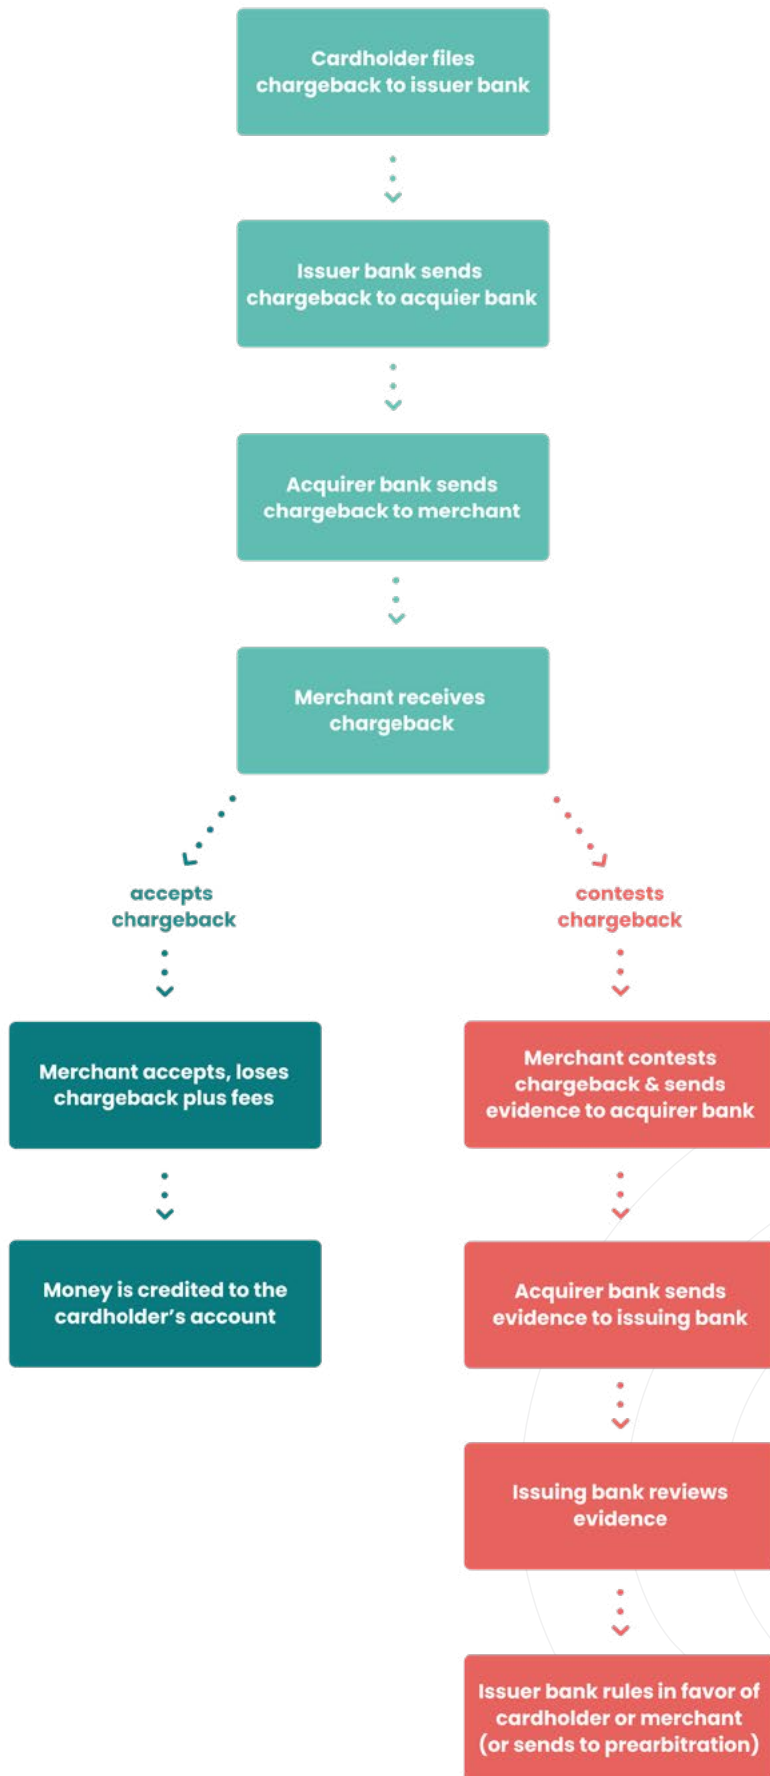 Cardholder files
chargeback to issuer bank
Issuer bank sends
chargeback to acquier bank
Acquirer bank sends
chargeback to merchant
Merchant receives
chargeback
accepts
chargeback
Merchant accepts, loses
chargeback plus fees
Money is credited to the
cardholder's account
contests
chargeback
Merchant contests
chargeback & sends
evidence to acquirer bank
Acquirer bank sends
evidence to issuing bank
Issuing bank reviews
evidence
Issuer bank rules in favor of
cardholder or merchant
(or sends to prearbitration)